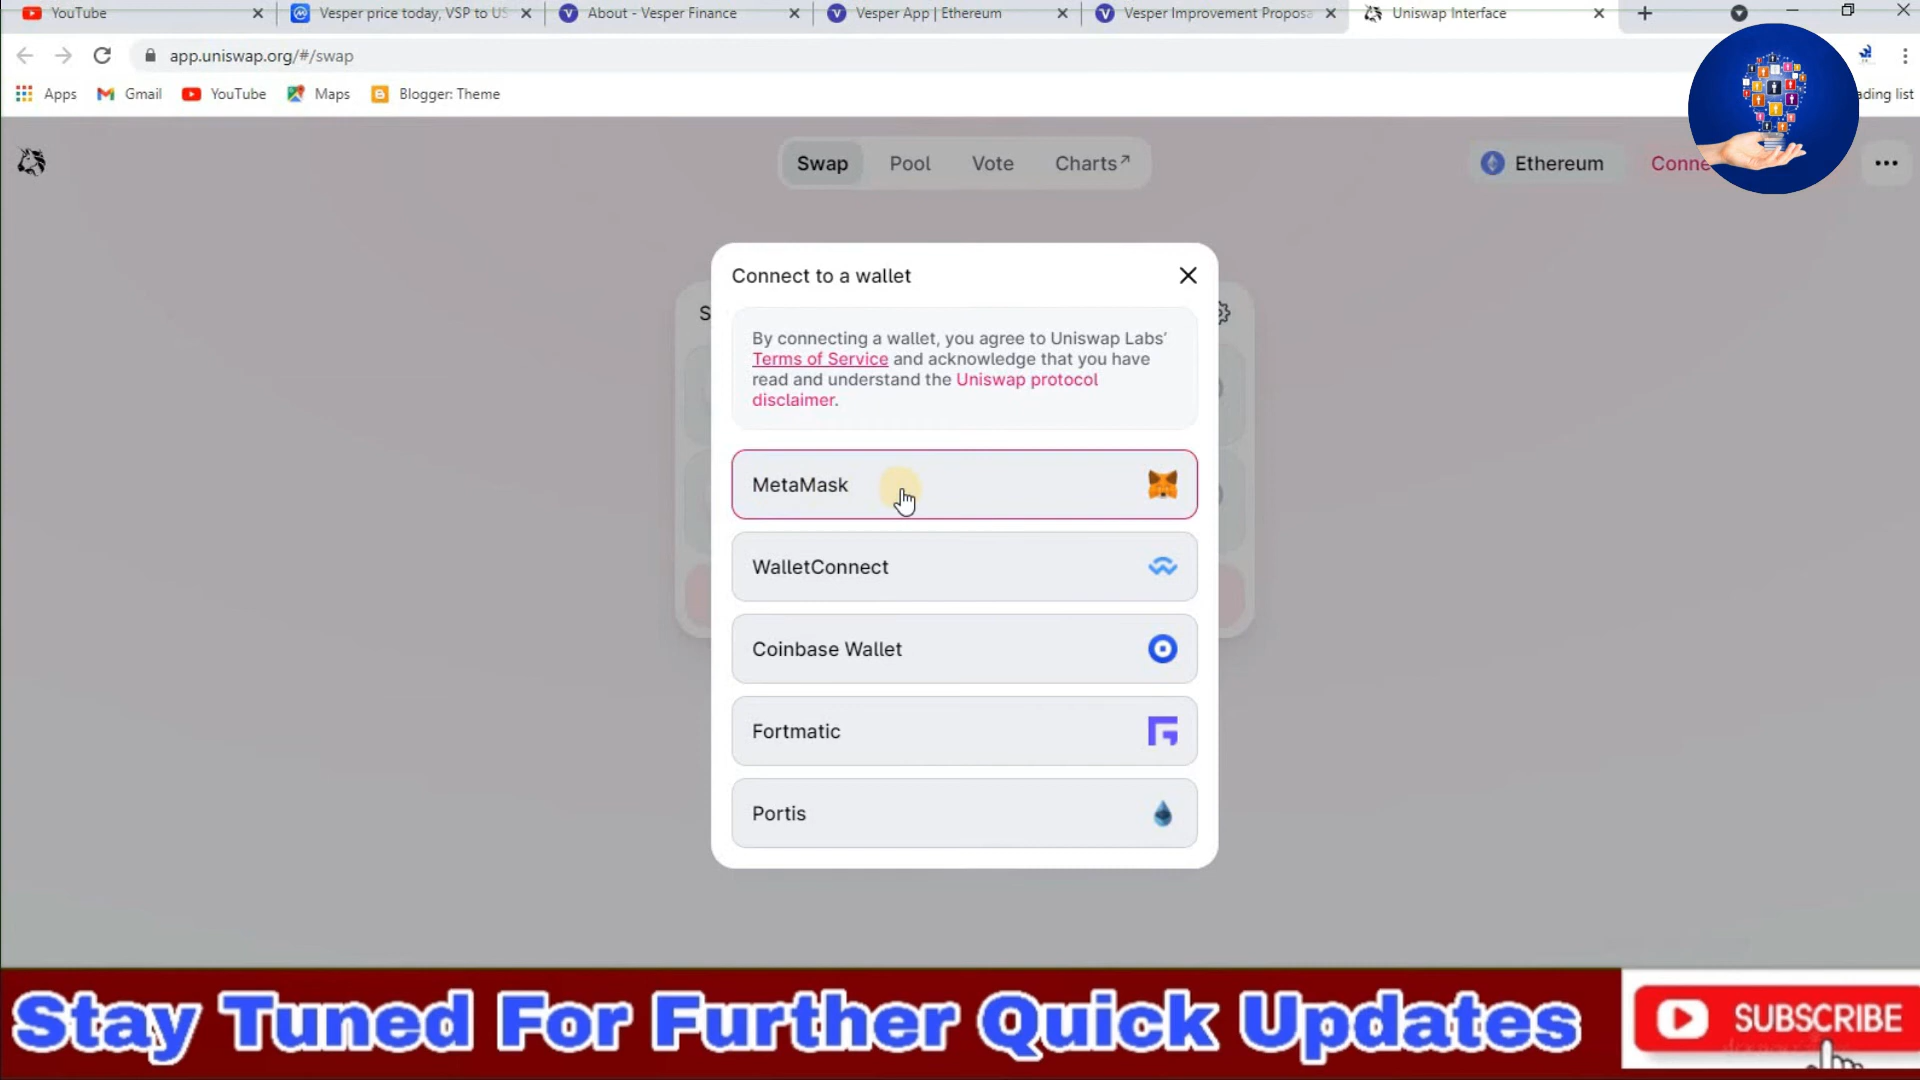 YouTube
Vesper price today, VSP to US
About - Vesper Finance
Vesper App | Ethereum
Vesper Improvement Proposa
Uniswap Interface
app.uniswap.org/#/swap
Apps
Gmail
YouTube
Maps
Blogger: Theme
ading list
Swap
Pool
Vote
Charts↗
Ethereum
Conne
Connect to a wallet
S
By connecting a wallet, you agree to Uniswap Labs’
Terms of Service and acknowledge that you have
read and understand the Uniswap protocol
disclaimer.
MetaMask
WalletConnect
Coinbase Wallet
Fortmatic
Portis
Stay Tuned For Further Quick Updates
SUBSCRIBE